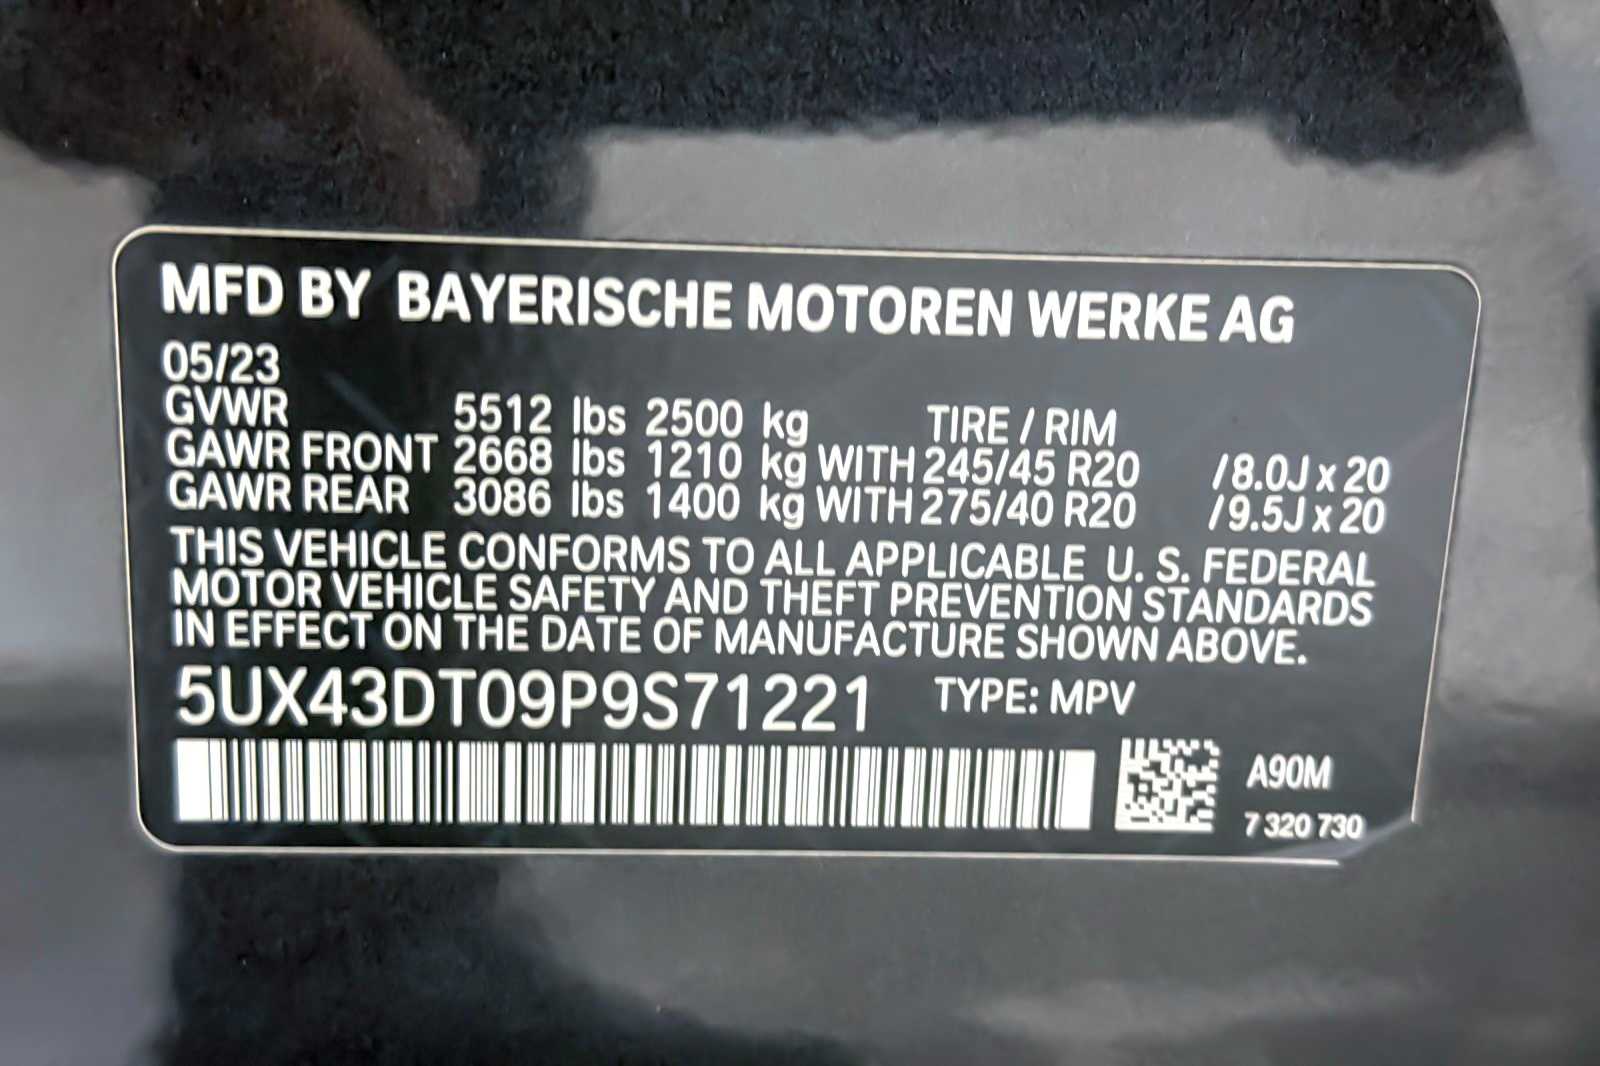 MFD BY BAYERISCHE MOTOREN WERKE AG
05/23
GVWR 5512 lbs 2500 kg TIRE / RIM
GAWR FRONT 2668 lbs 1210 kg WITH 245/45 R20 /8.0J x 20
GAWR REAR 3086 lbs 1400 kg WITH 275/40 R20 /9.5J x 20
THIS VEHICLE CONFORMS TO ALL APPLICABLE U. S. FEDERAL
MOTOR VEHICLE SAFETY AND THEFT PREVENTION STANDARDS
IN EFFECT ON THE DATE OF MANUFACTURE SHOWN ABOVE.
5UX43DT09P9S71221 TYPE: MPV
A90M
7 320 730